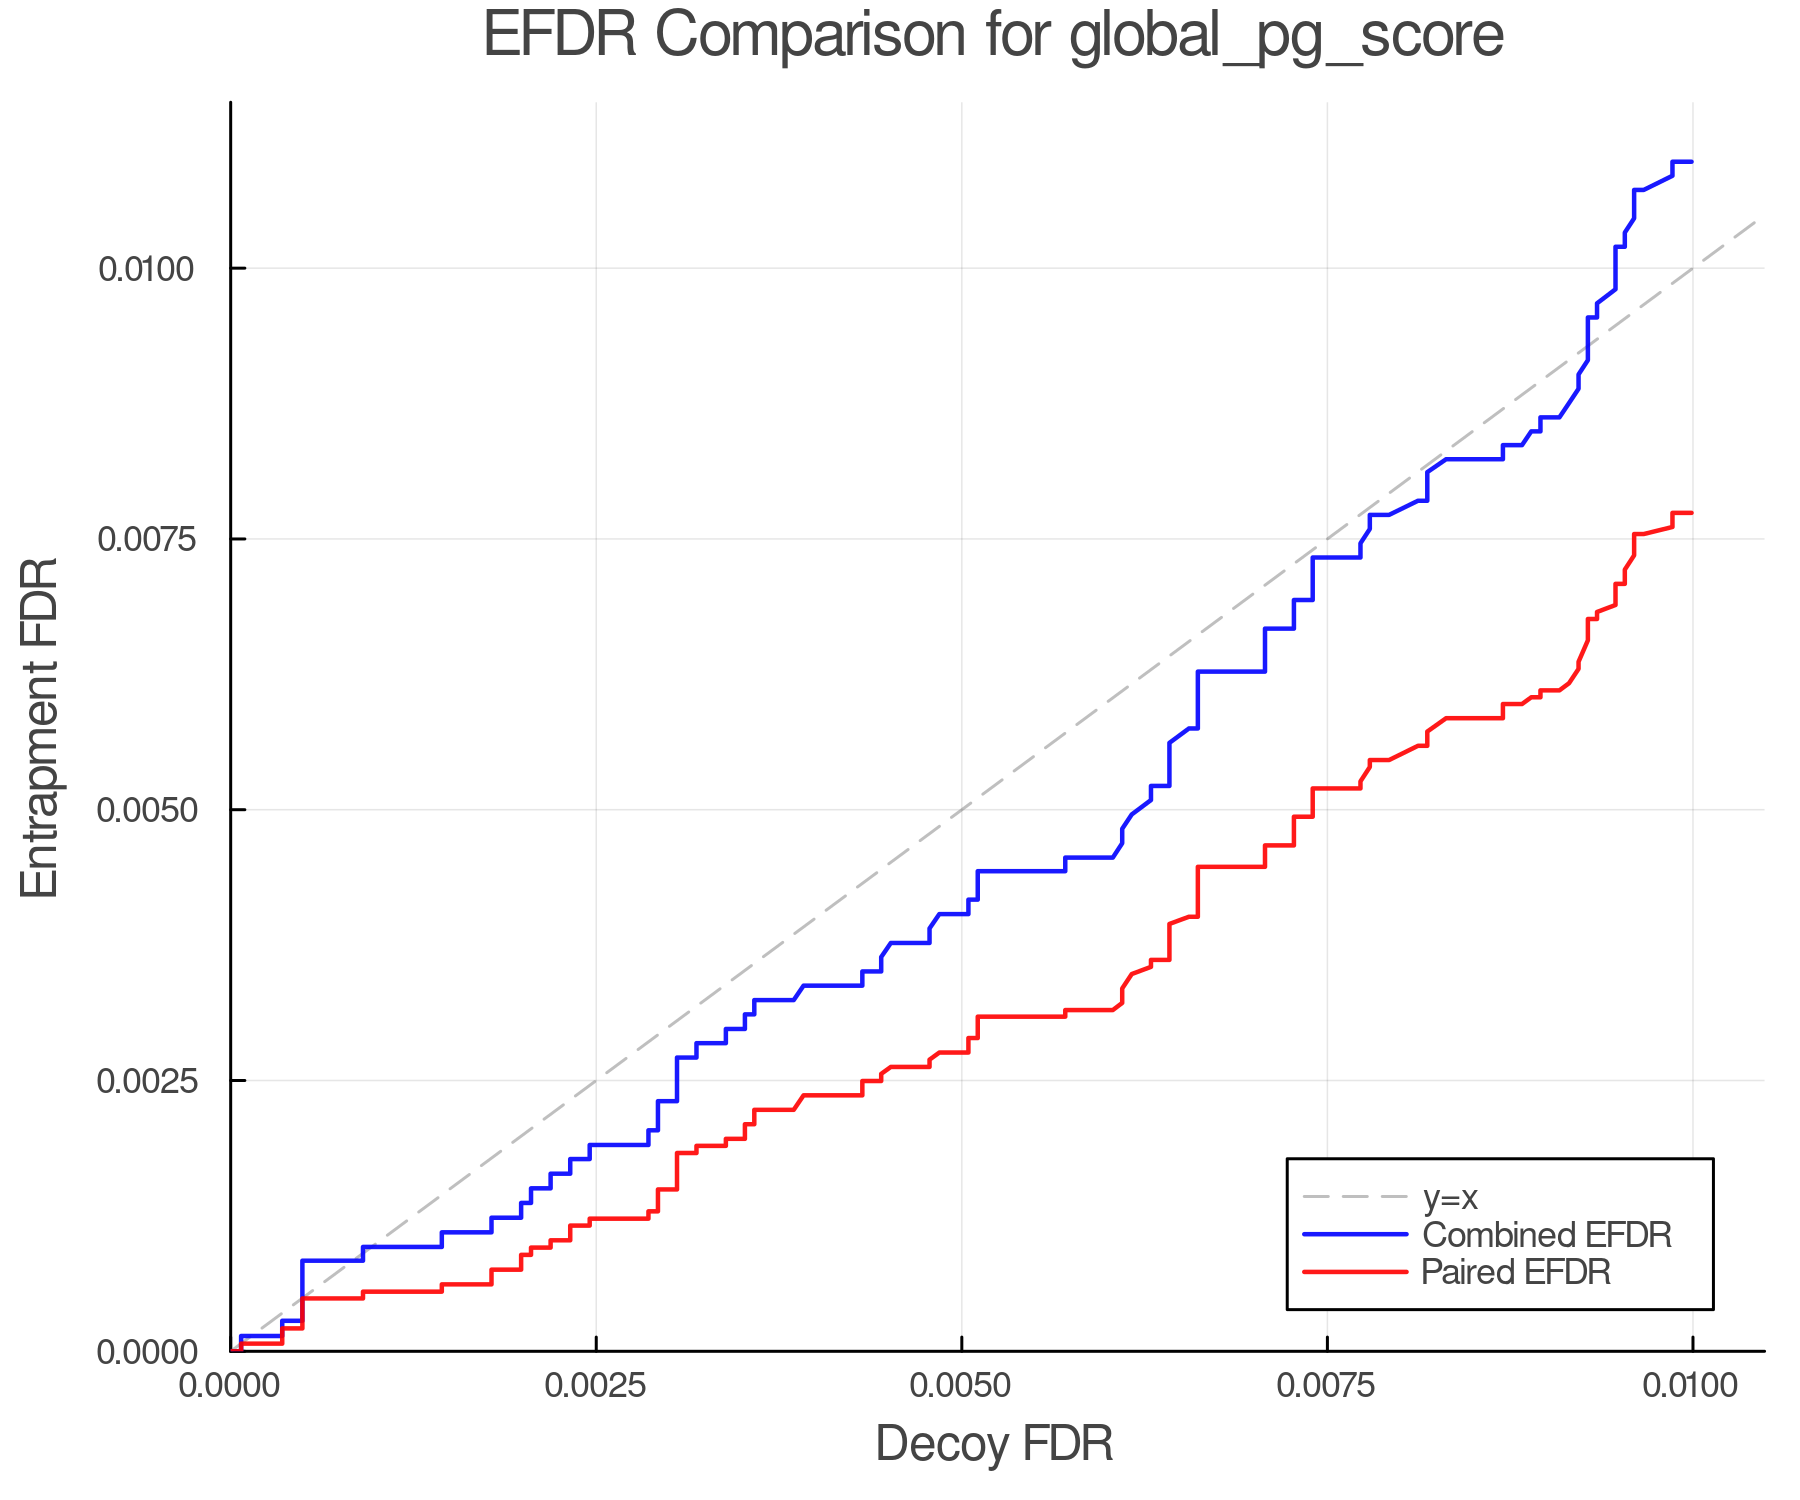 EFDR Comparison for global_pg_score
Entrapment FDR
0.0100
0.0075
0.0050
0.0025
0.0000
0.0000
0.0025
0.0050
0.0075
0.0100
Decoy FDR
y=x
Combined EFDR
Paired EFDR